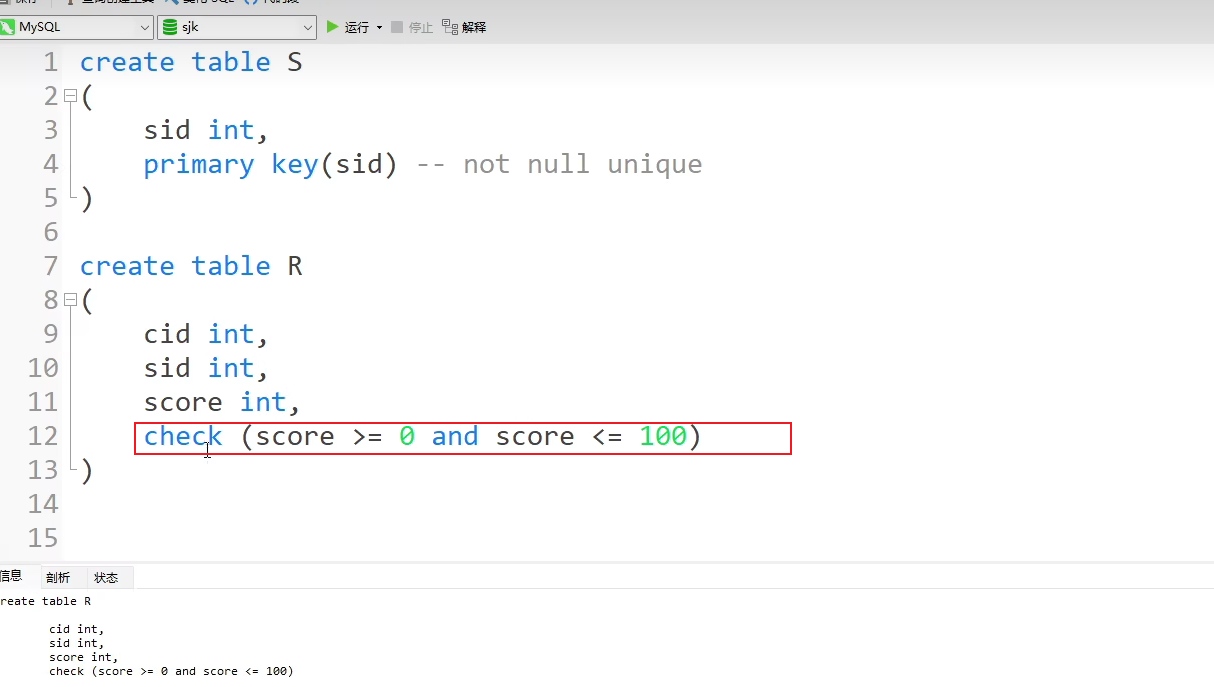 MySQL sjk 运行 停止 解释
1 create table S
2 (
3 sid int,
4 primary key(sid) -- not null unique
5 )
6
7 create table R
8 (
9 cid int,
10 sid int,
11 score int,
12 check (score >= 0 and score <= 100)
13 )
14
15
信息 剖析 状态
reate table R
cid int,
sid int,
score int,
check (score >= 0 and score <= 100)